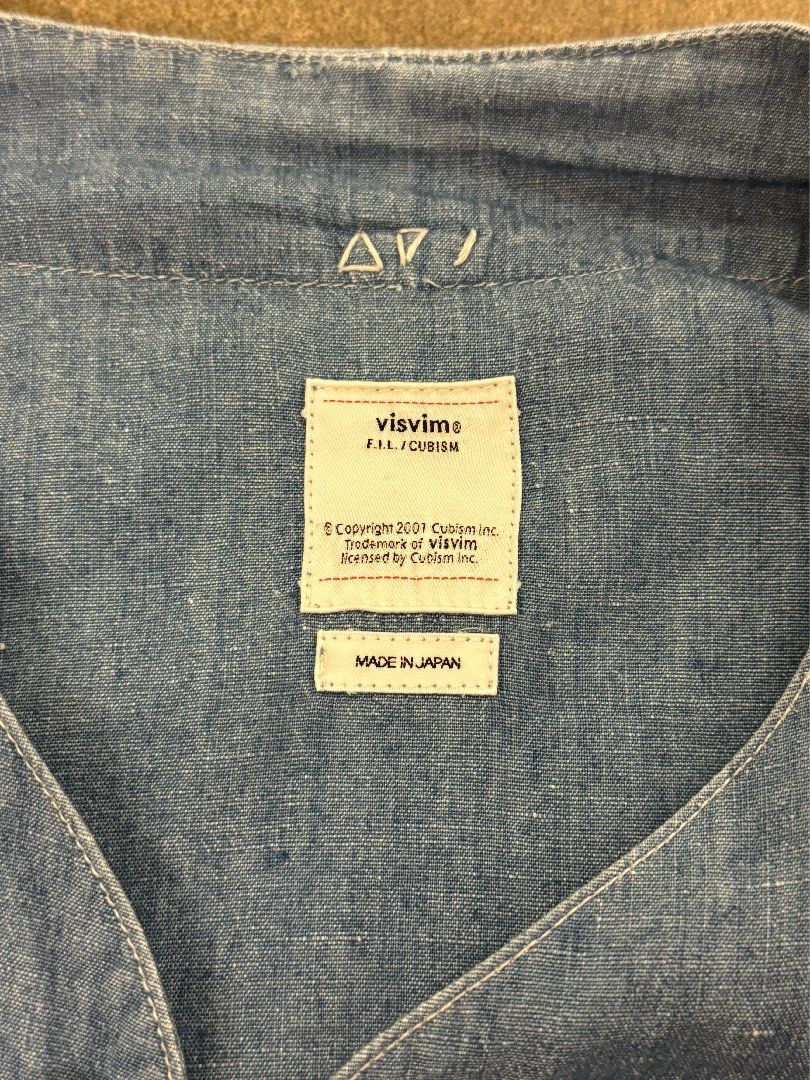 visvim®
F.I.L. / CUBISM
© Copyright 2001 Cubism Inc.
Trademark of visvim
licensed by Cubism Inc.
MADE IN JAPAN